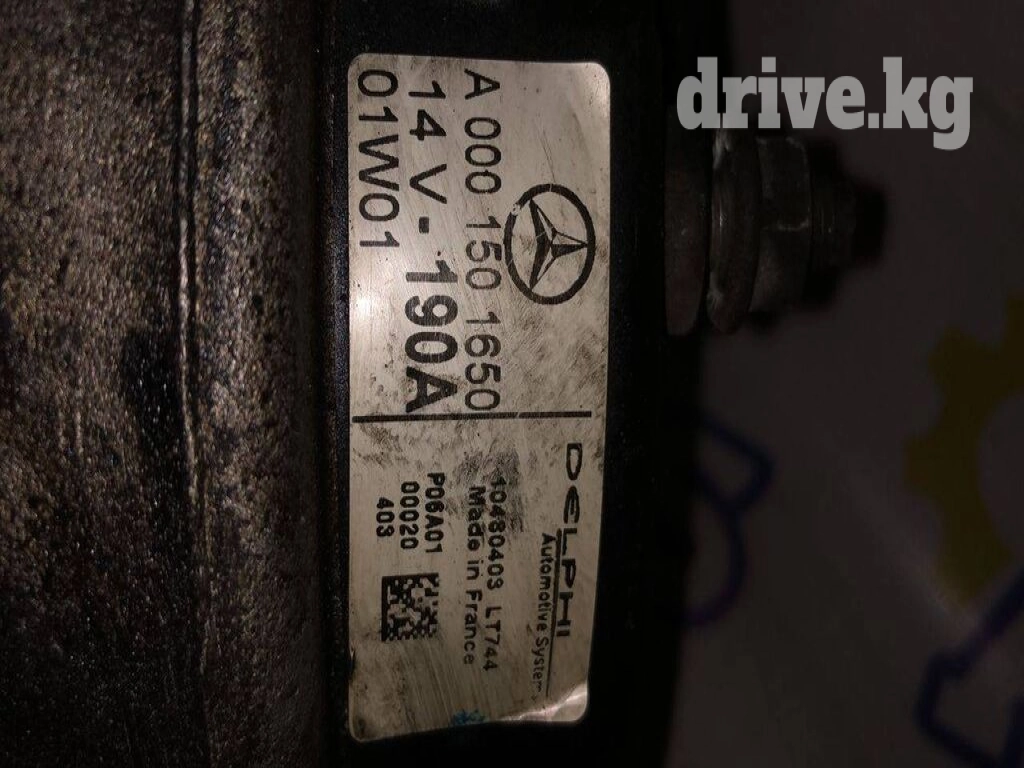 drive.kg
A 000 150 1650
14 V - 190A
01W01
DELPHI
Automotive System
10480403 LT744
Made in France
P06A01
00020
403